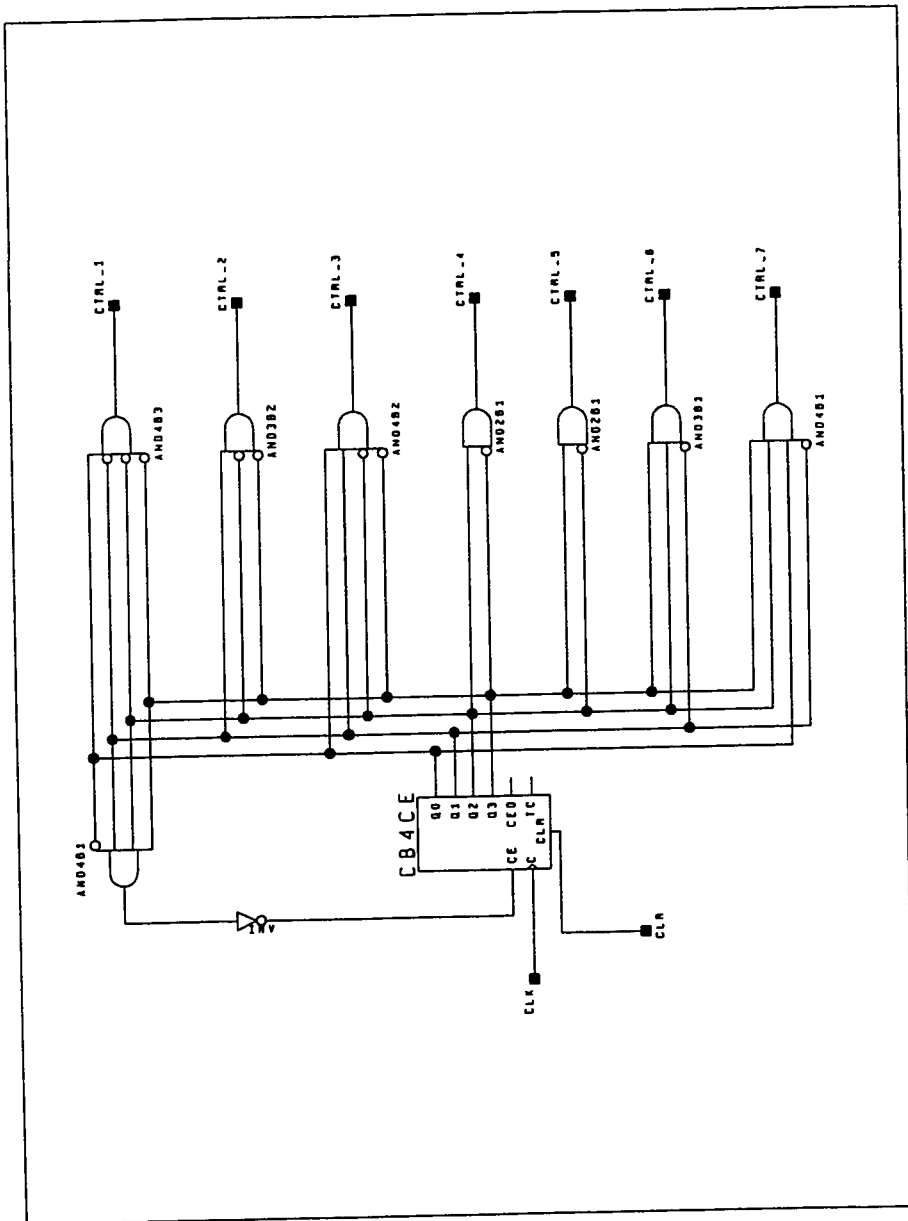 CTRL_1
CTRL_2
CTRL_3
CTRL_4
CTRL_5
CTRL_6
CTRL_7
AND4B3
AND3B2
AND4B2
AND2B1
AND2B1
AND3B1
AND4B1
AND4B1
INV
CB4CE
Q0
Q1
Q2
Q3
CEO
TC
CE
C
CLR
CLK
CLR